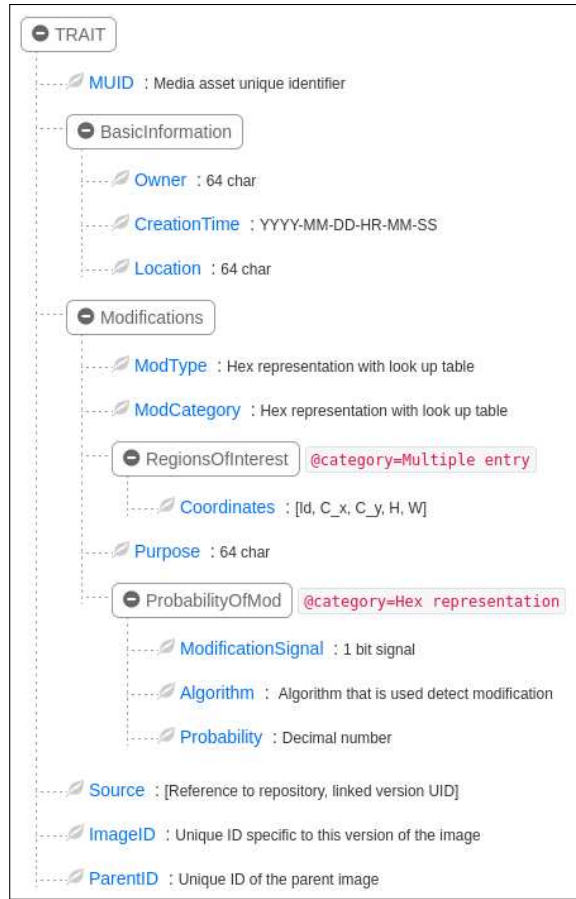 TRAIT
MUID : Media asset unique identifier
BasicInformation
Owner : 64 char
CreationTime : YYYY-MM-DD-HR-MM-SS
Location : 64 char
Modifications
ModType : Hex representation with look up table
ModCategory : Hex representation with look up table
RegionsOfInterest @category=Multiple entry
Coordinates : [Id, C_x, C_y, H, W]
Purpose : 64 char
ProbabilityOfMod @category=Hex representation
ModificationSignal : 1 bit signal
Algorithm : Algorithm that is used detect modification
Probability : Decimal number
Source : [Reference to repository, linked version UID]
ImageID : Unique ID specific to this version of the image
ParentID : Unique ID of the parent image